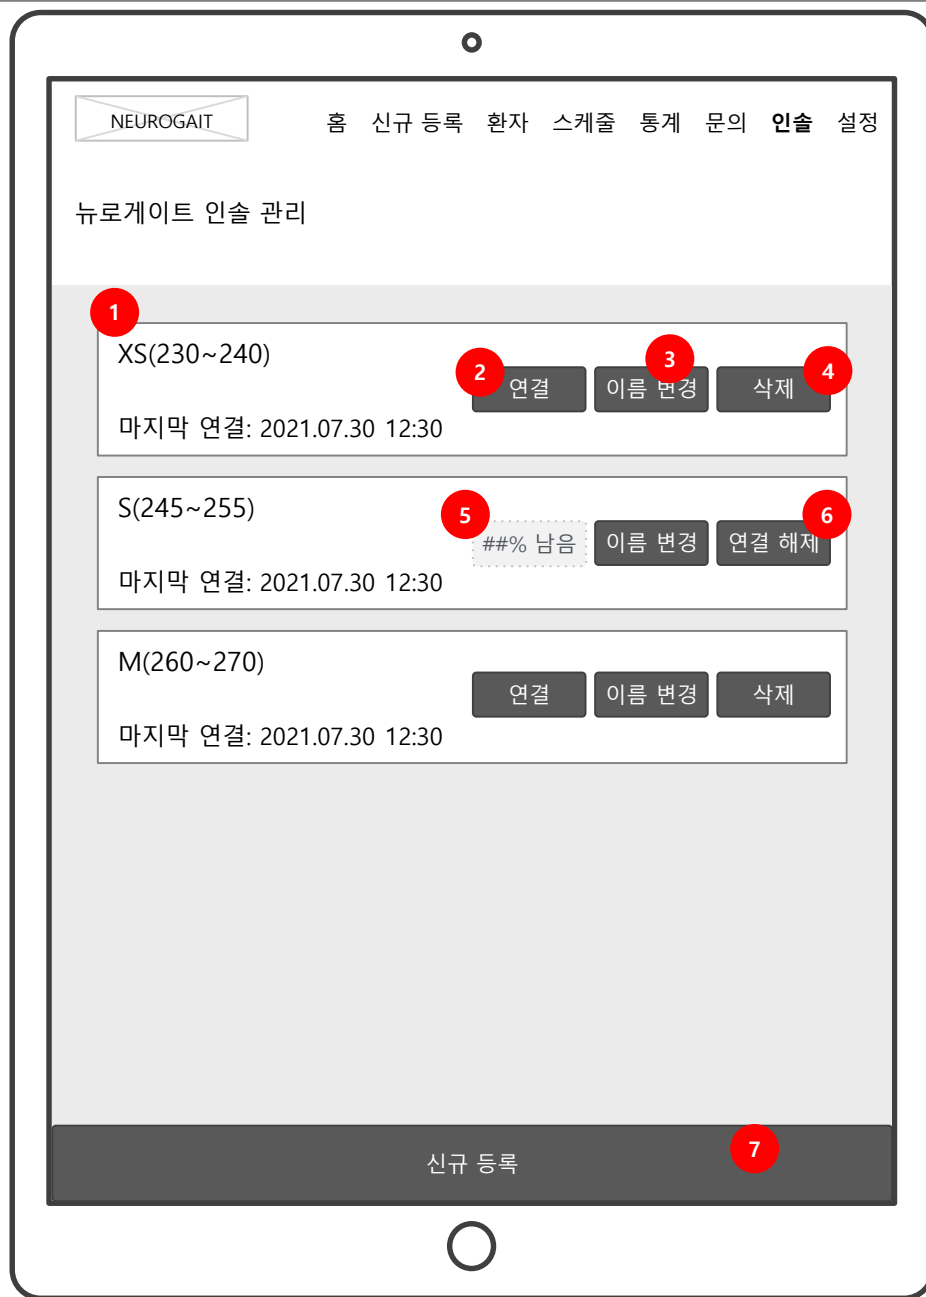 NEUROGAIT 홈 신규 등록 환자 스케줄 통계 문의 인솔 설정
뉴로게이트 인솔 관리
1
XS(230~240)
2 3 4
연결 이름 변경 삭제
마지막 연결: 2021.07.30 12:30
S(245~255)
5 6
##% 남음 이름 변경 연결 해제
마지막 연결: 2021.07.30 12:30
M(260~270)
연결 이름 변경 삭제
마지막 연결: 2021.07.30 12:30
7
신규 등록